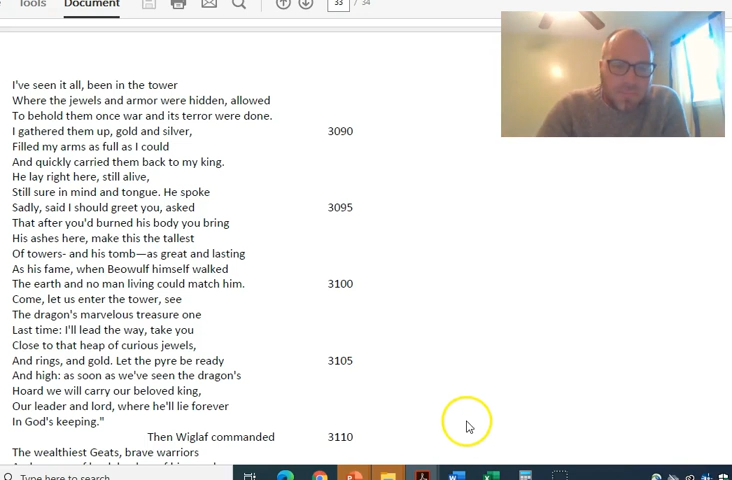 Tools
Document
33 / 34
I've seen it all, been in the tower
Where the jewels and armor were hidden, allowed
To behold them once war and its terror were done.
I gathered them up, gold and silver, 3090
Filled my arms as full as I could
And quickly carried them back to my king.
He lay right here, still alive,
Still sure in mind and tongue. He spoke
Sadly, said I should greet you, asked 3095
That after you'd burned his body you bring
His ashes here, make this the tallest
Of towers- and his tomb—as great and lasting
As his fame, when Beowulf himself walked
The earth and no man living could match him. 3100
Come, let us enter the tower, see
The dragon's marvelous treasure one
Last time: I'll lead the way, take you
Close to that heap of curious jewels,
And rings, and gold. Let the pyre be ready 3105
And high: as soon as we've seen the dragon's
Hoard we will carry our beloved king,
Our leader and lord, where he'll lie forever
In God's keeping."
Then Wiglaf commanded 3110
The wealthiest Geats, brave warriors
Type here to search